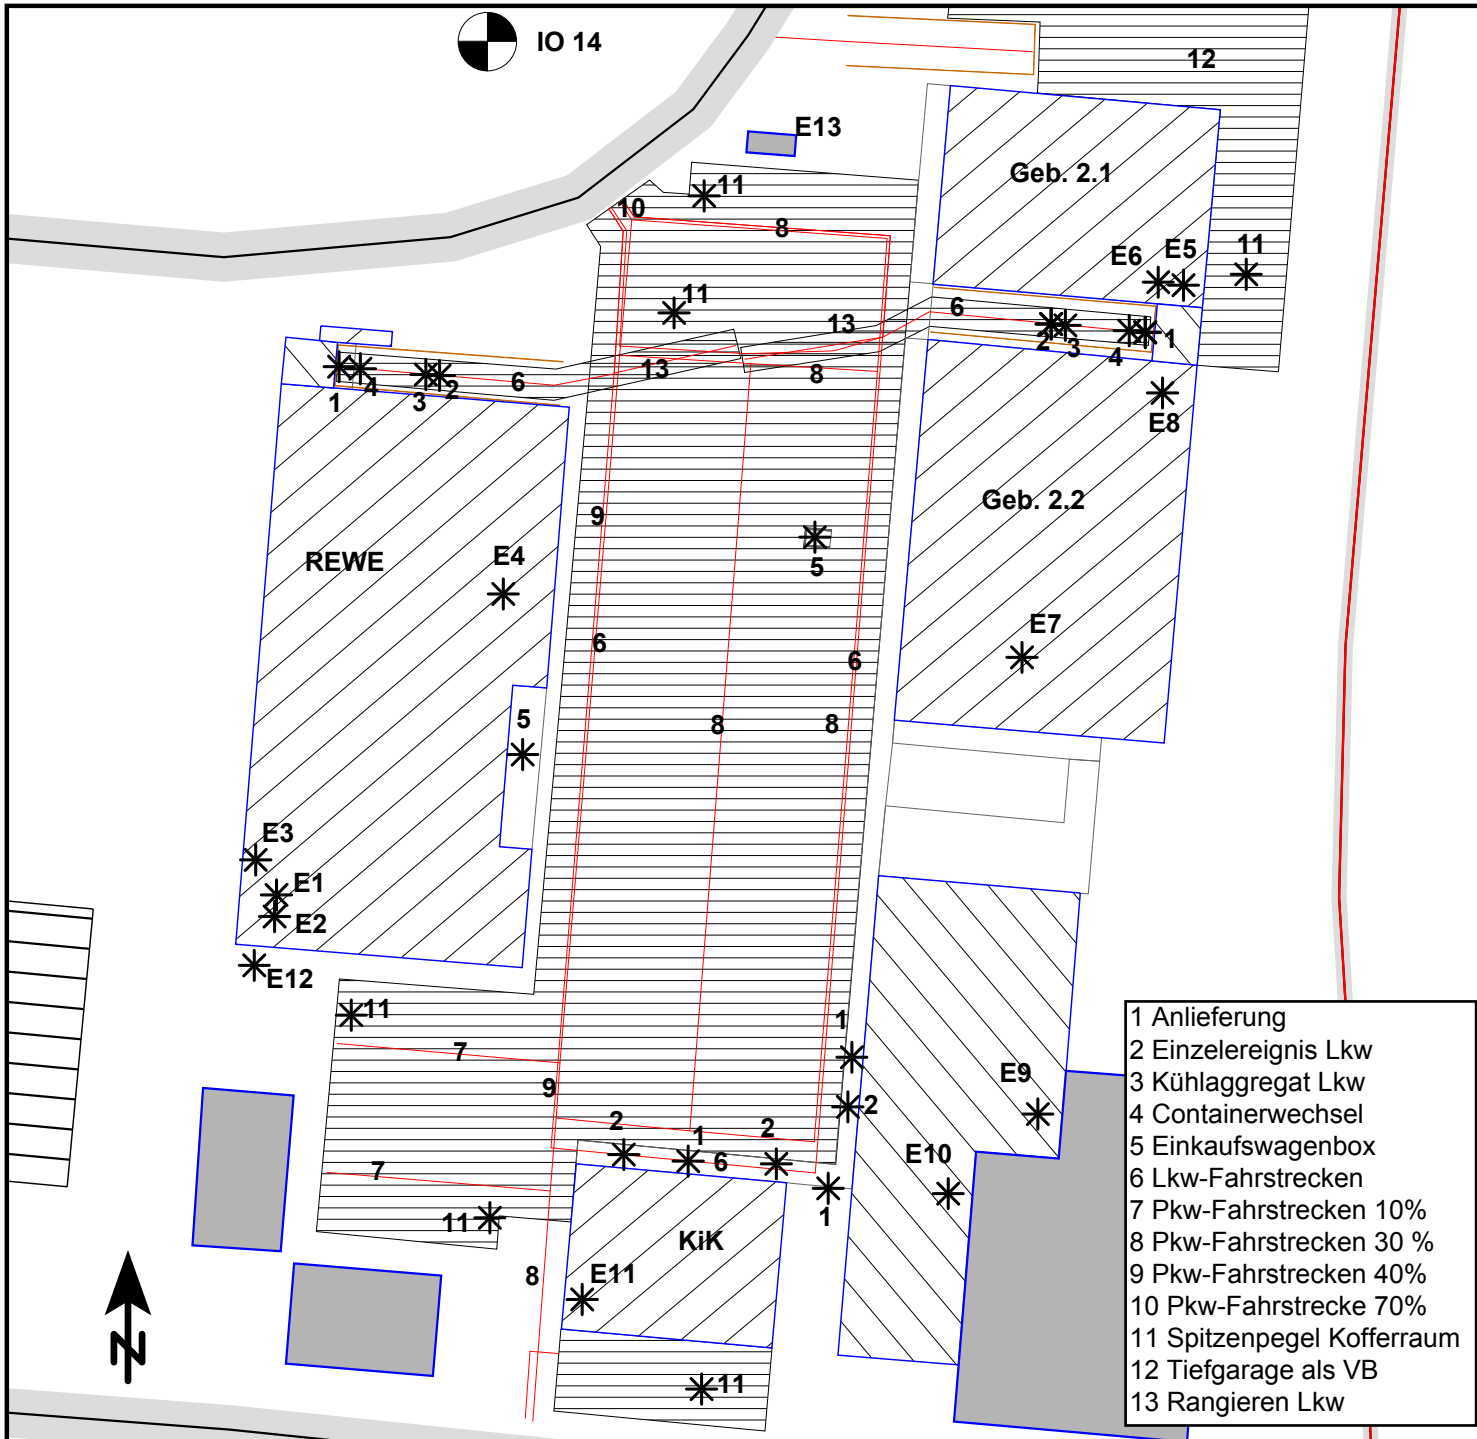 IO 14
12
E13
11
10
8
Geb. 2.1
E6
E5
11
11
13
6
2
3
4
1
13
8
6
1
4
3
2
E8
9
5
Geb. 2.2
REWE
E4
6
6
E7
5
8
8
E3
E1
E2
E12
11
1
7
9
2
2
1
2
6
E9
7
E10
1
11
KiK
8
E11
11
N
1 Anlieferung
2 Einzelereignis Lkw
3 Kühlaggregat Lkw
4 Containerwechsel
5 Einkaufswagenbox
6 Lkw-Fahrstrecken
7 Pkw-Fahrstrecken 10%
8 Pkw-Fahrstrecken 30 %
9 Pkw-Fahrstrecken 40%
10 Pkw-Fahrstrecke 70%
11 Spitzenpegel Kofferraum
12 Tiefgarage als VB
13 Rangieren Lkw